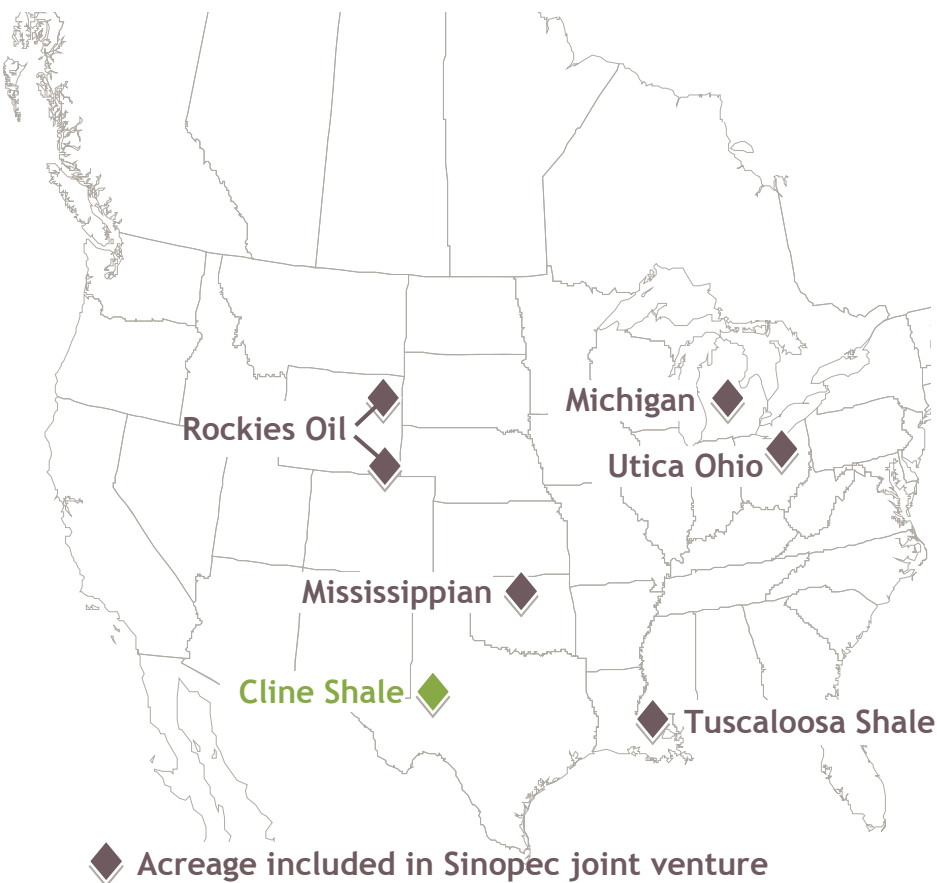 Michigan
Rockies Oil
Utica Ohio
Mississippian
Cline Shale
Tuscaloosa Shale
Acreage included in Sinopec joint venture